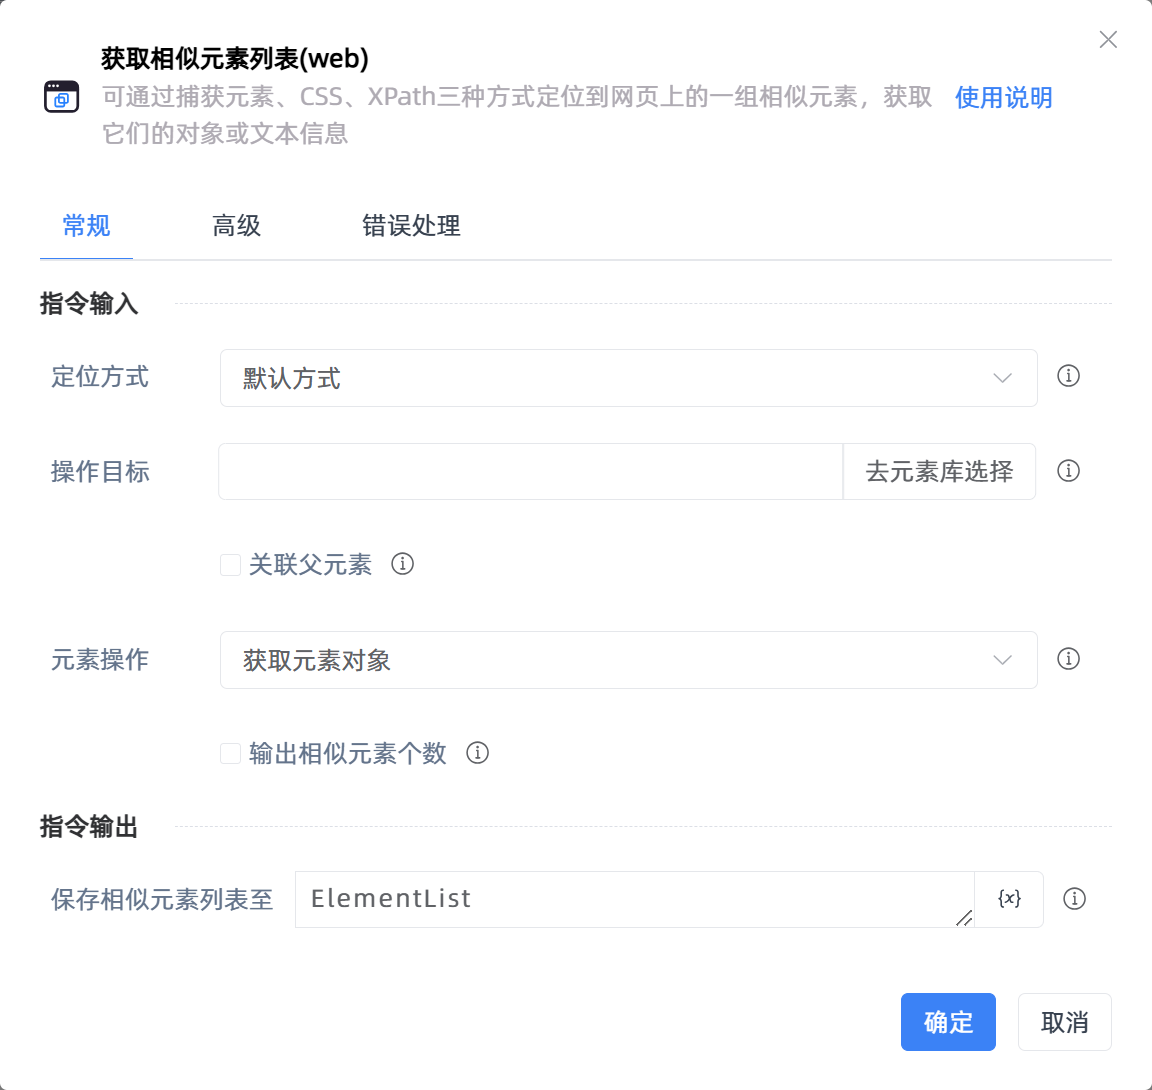 获取相似元素列表(web)
可通过捕获元素、CSS、XPath三种方式定位到网页上的一组相似元素，获取 使用说明
它们的对象或文本信息
常规 高级 错误处理
指令输入
定位方式 默认方式
操作目标 去元素库选择
关联父元素
元素操作 获取元素对象
输出相似元素个数
指令输出
保存相似元素列表至 ElementList {x}
确定 取消